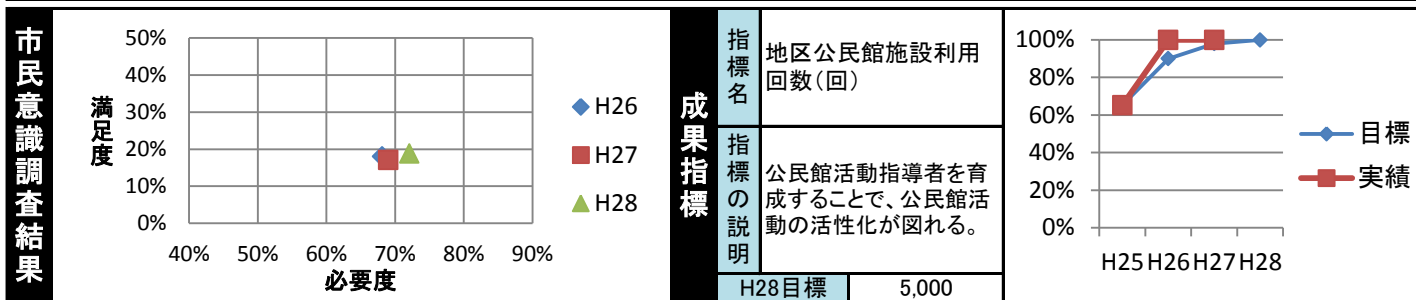 市民意識調査結果
満足度
50%
40%
30%
20%
10%
0%
40% 50% 60% 70% 80% 90%
必要度
H26
H27
H28
成果指標
指標名
地区公民館施設利用
回数(回)
指標の説明
公民館活動指導者を育
成することで、公民館活
動の活性化が図れる。
H28目標
5,000
100%
80%
60%
40%
20%
0%
H25 H26 H27 H28
目標
実績